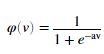 φ(v) = 1 / (1 + e^{-av})